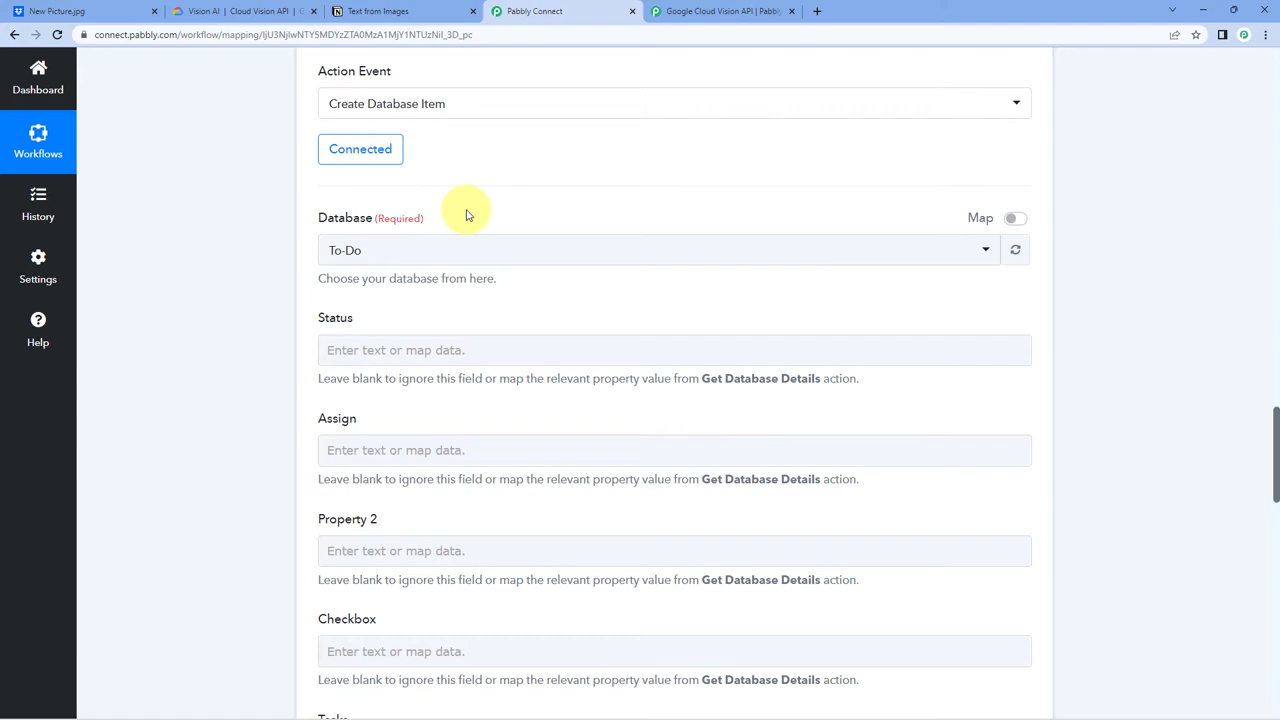 New Picture.jpg
Vision AI | Cloud Vision API | G
Text from Images
Pabbly Connect
Google Cloud Vision API | Pabbly
connect.pabbly.com/workflow/mapping/
Dashboard
Workflows
History
Settings
Help
Action Event
Create Database Item
Connected
Database (Required)
Map
To-Do
Choose your database from here.
Status
Enter text or map data.
Leave blank to ignore this field or map the relevant property value from Get Database Details action.
Assign
Enter text or map data.
Leave blank to ignore this field or map the relevant property value from Get Database Details action.
Property 2
Enter text or map data.
Leave blank to ignore this field or map the relevant property value from Get Database Details action.
Checkbox
Enter text or map data.
Leave blank to ignore this field or map the relevant property value from Get Database Details action.
Tasks